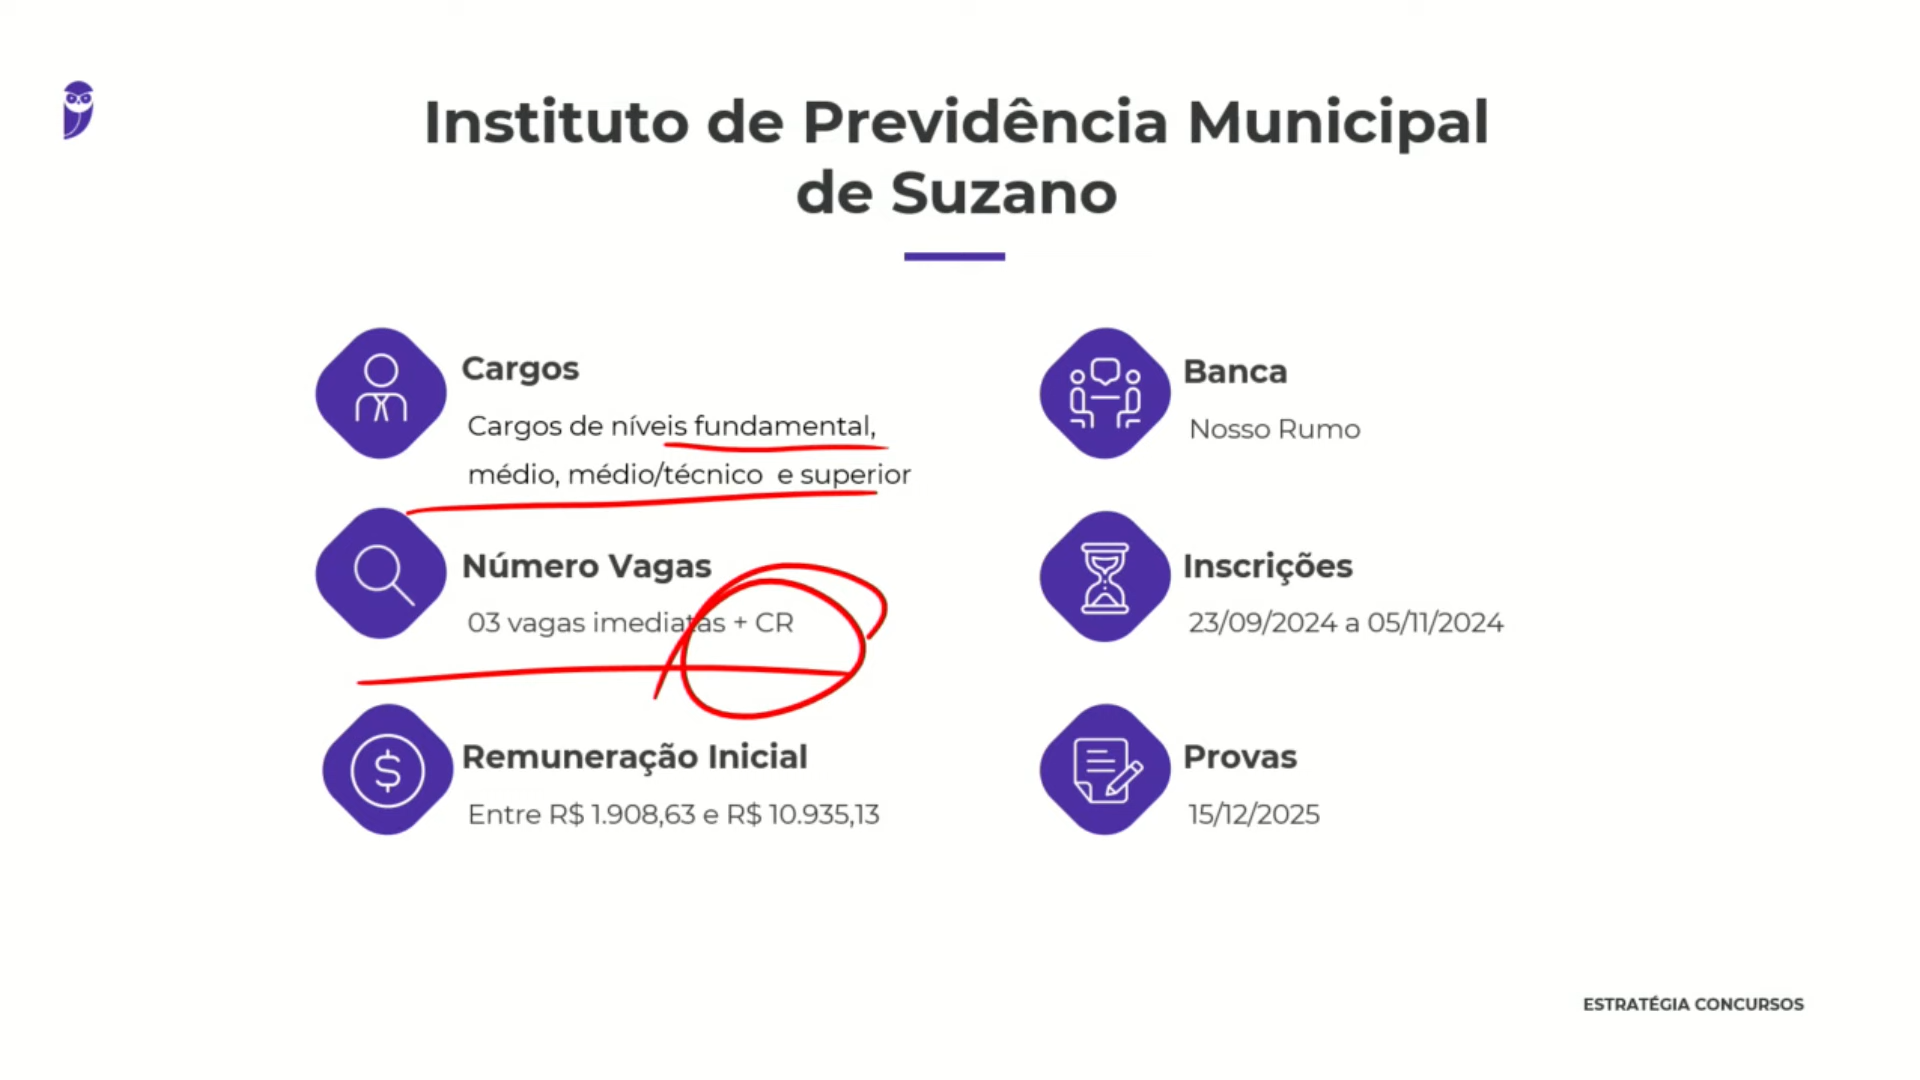 Instituto de Previdência Municipal
de Suzano
Cargos
Cargos de níveis fundamental,
médio, médio/técnico e superior
Número Vagas
03 vagas imediatas + CR
Remuneração Inicial
Entre R$ 1.908,63 e R$ 10.935,13
Banca
Nosso Rumo
Inscrições
23/09/2024 a 05/11/2024
Provas
15/12/2025
ESTRATÉGIA CONCURSOS